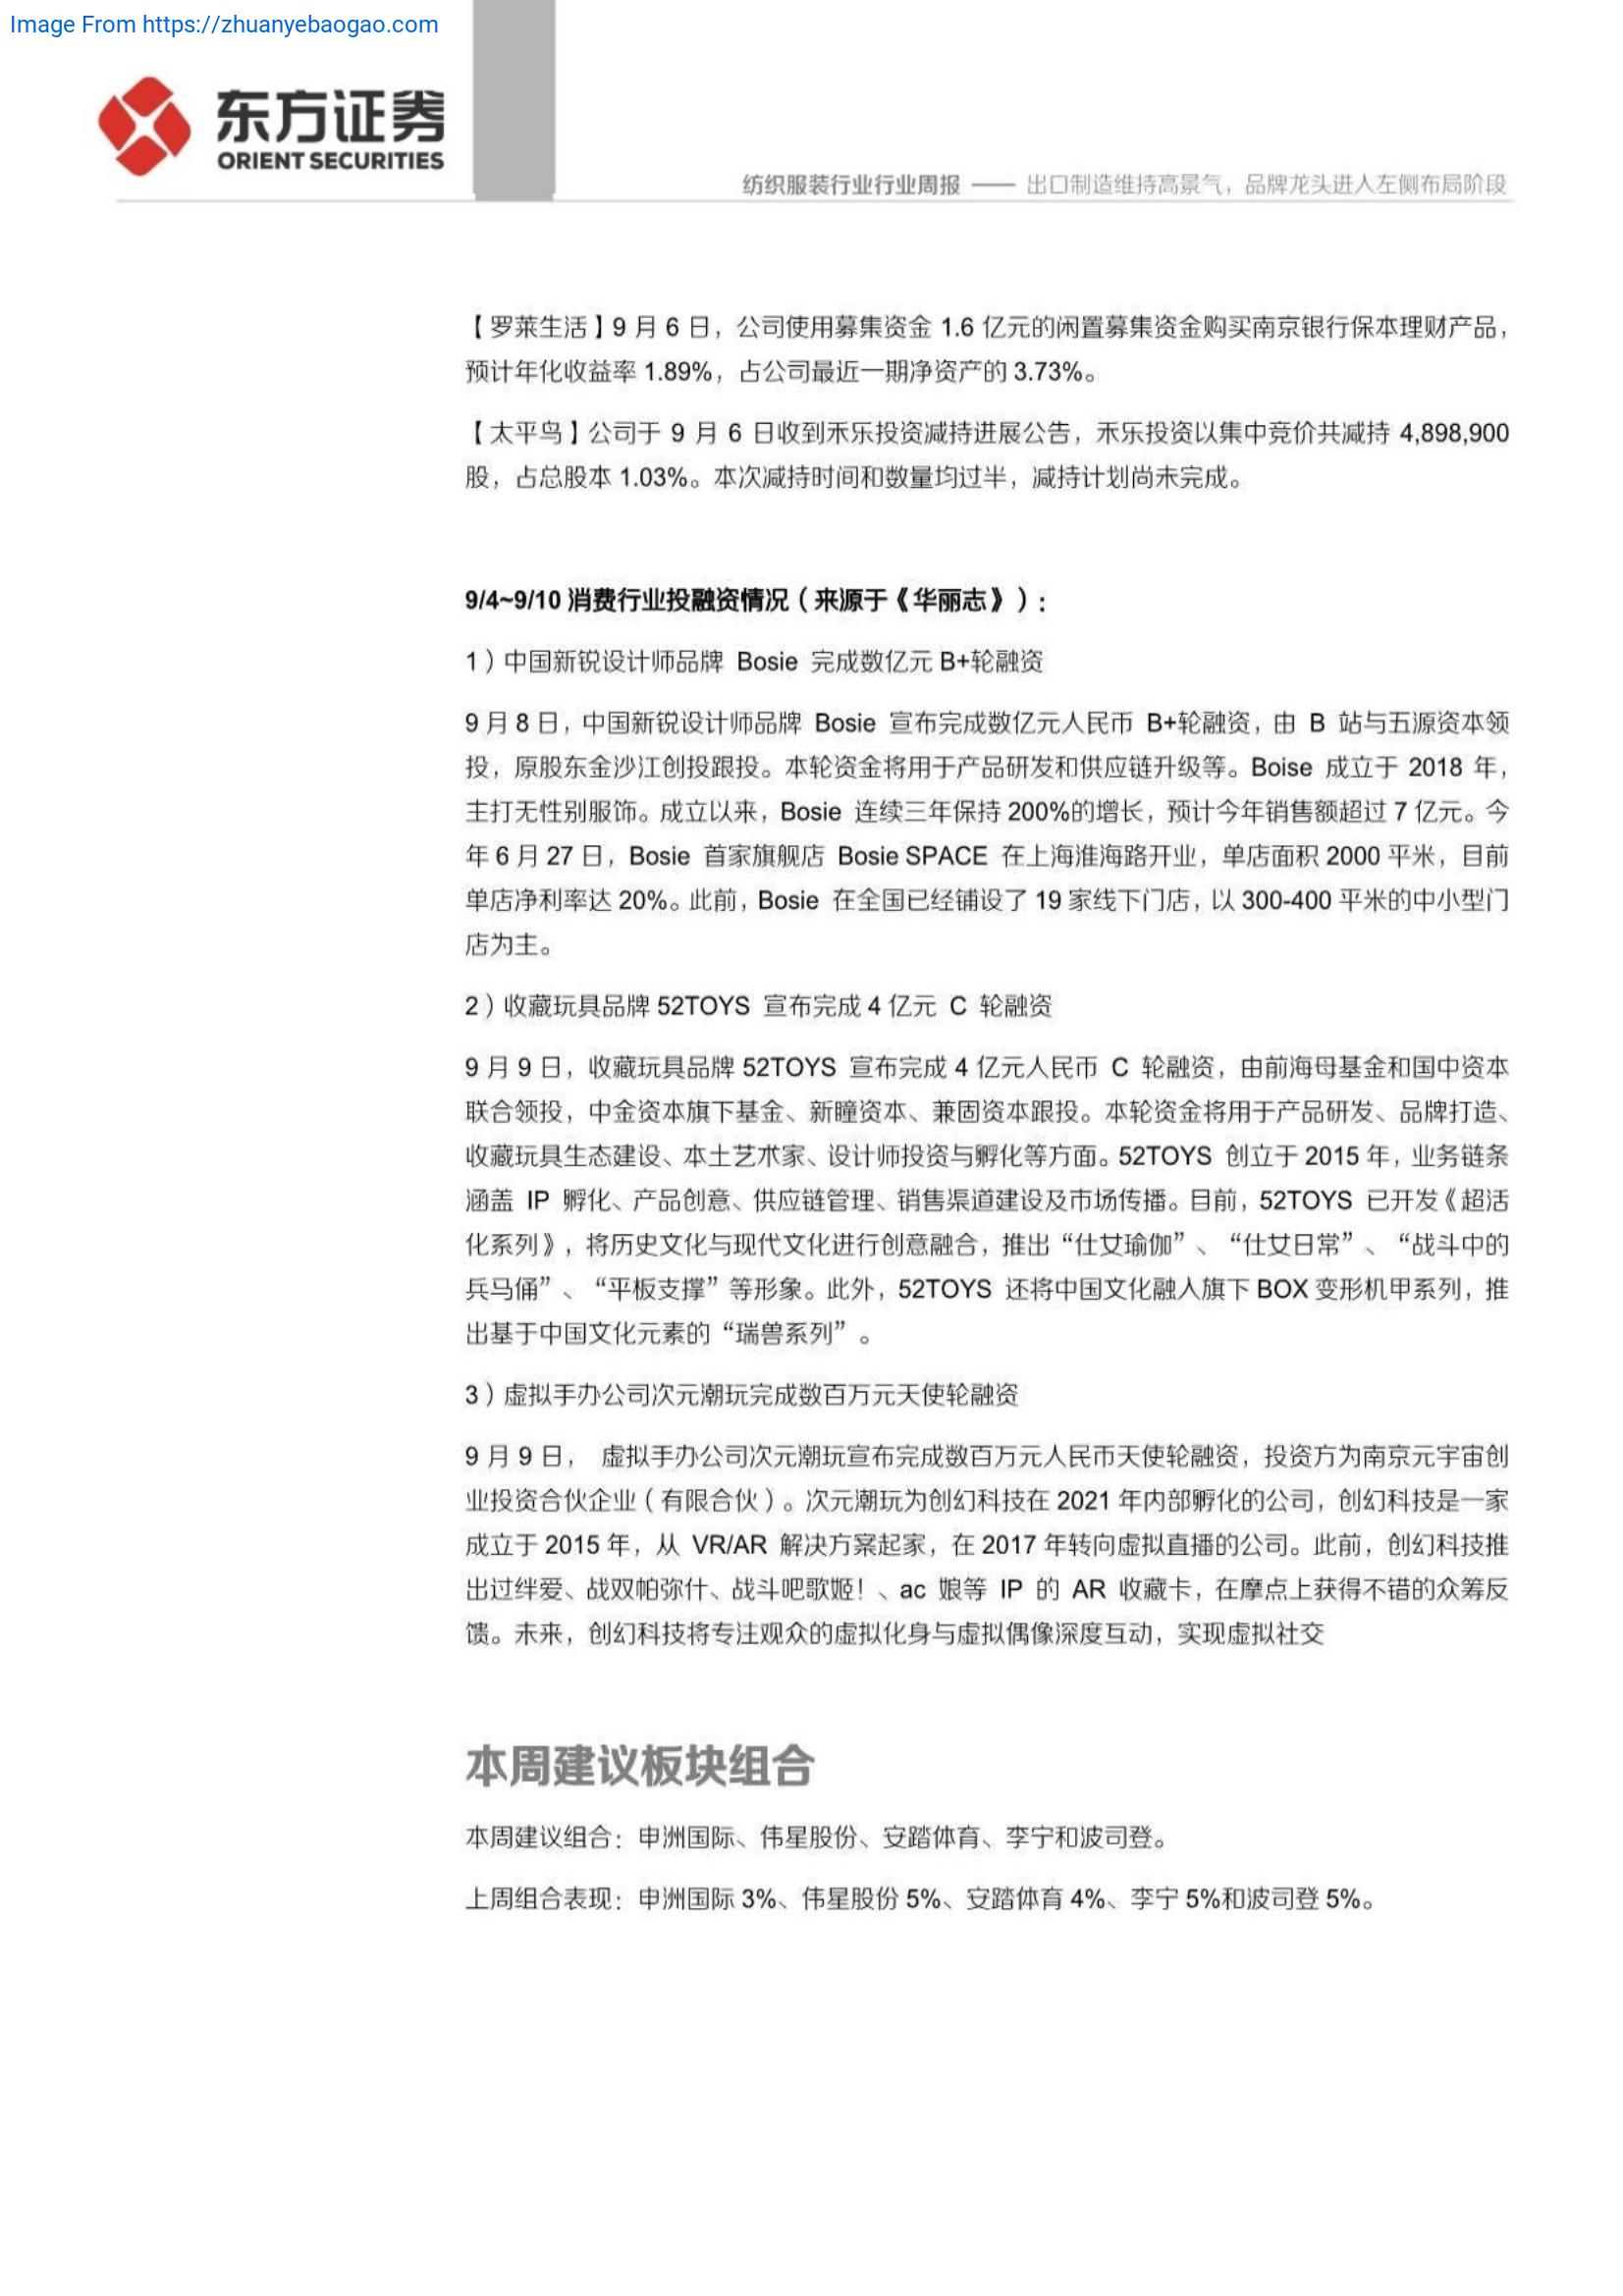 Image From https://zhuanyebaogao.com
东方证券
ORIENT SECURITIES
纺织服装行业行业周报 —— 出口制造维持高景气，品牌龙头进入左侧布局阶段
【罗莱生活】9 月 6 日，公司使用募集资金 1.6 亿元的闲置募集资金购买南京银行保本理财产品，
预计年化收益率 1.89%，占公司最近一期净资产的 3.73%。
【太平鸟】公司于 9 月 6 日收到禾乐投资减持进展公告，禾乐投资以集中竞价共减持 4,898,900
股，占总股本 1.03%。本次减持时间和数量均过半，减持计划尚未完成。
9/4~9/10 消费行业投融资情况（来源于《华丽志》）：
1）中国新锐设计师品牌 Bosie 完成数亿元 B+轮融资
9 月 8 日，中国新锐设计师品牌 Bosie 宣布完成数亿元人民币 B+轮融资，由 B 站与五源资本领
投，原股东金沙江创投跟投。本轮资金将用于产品研发和供应链升级等。Boise 成立于 2018 年，
主打无性别服饰。成立以来，Bosie 连续三年保持 200%的增长，预计今年销售额超过 7 亿元。今
年 6 月 27 日，Bosie 首家旗舰店 Bosie SPACE 在上海淮海路开业，单店面积 2000 平米，目前
单店净利率达 20%。此前，Bosie 在全国已经铺设了 19 家线下门店，以 300-400 平米的中小型门
店为主。
2）收藏玩具品牌 52TOYS 宣布完成 4 亿元 C 轮融资
9 月 9 日，收藏玩具品牌 52TOYS 宣布完成 4 亿元人民币 C 轮融资，由前海母基金和国中资本
联合领投，中金资本旗下基金、新瞳资本、兼固资本跟投。本轮资金将用于产品研发、品牌打造、
收藏玩具生态建设、本土艺术家、设计师投资与孵化等方面。52TOYS 创立于 2015 年，业务链条
涵盖 IP 孵化、产品创意、供应链管理、销售渠道建设及市场传播。目前，52TOYS 已开发《超活
化系列》，将历史文化与现代文化进行创意融合，推出“仕女瑜伽”、“仕女日常”、“战斗中的
兵马俑”、“平板支撑”等形象。此外，52TOYS 还将中国文化融入旗下 BOX 变形机甲系列，推
出基于中国文化元素的“瑞兽系列”。
3）虚拟手办公司次元潮玩完成数百万元天使轮融资
9 月 9 日， 虚拟手办公司次元潮玩宣布完成数百万元人民币天使轮融资，投资方为南京元宇宙创
业投资合伙企业（有限合伙）。次元潮玩为创幻科技在 2021 年内部孵化的公司，创幻科技是一家
成立于 2015 年，从 VR/AR 解决方案起家，在 2017 年转向虚拟直播的公司。此前，创幻科技推
出过绊爱、战双帕弥什、战斗吧歌姬！、ac 娘等 IP 的 AR 收藏卡，在摩点上获得不错的众筹反
馈。未来，创幻科技将专注观众的虚拟化身与虚拟偶像深度互动，实现虚拟社交
本周建议板块组合
本周建议组合：申洲国际、伟星股份、安踏体育、李宁和波司登。
上周组合表现：申洲国际 3%、伟星股份 5%、安踏体育 4%、李宁 5%和波司登 5%。